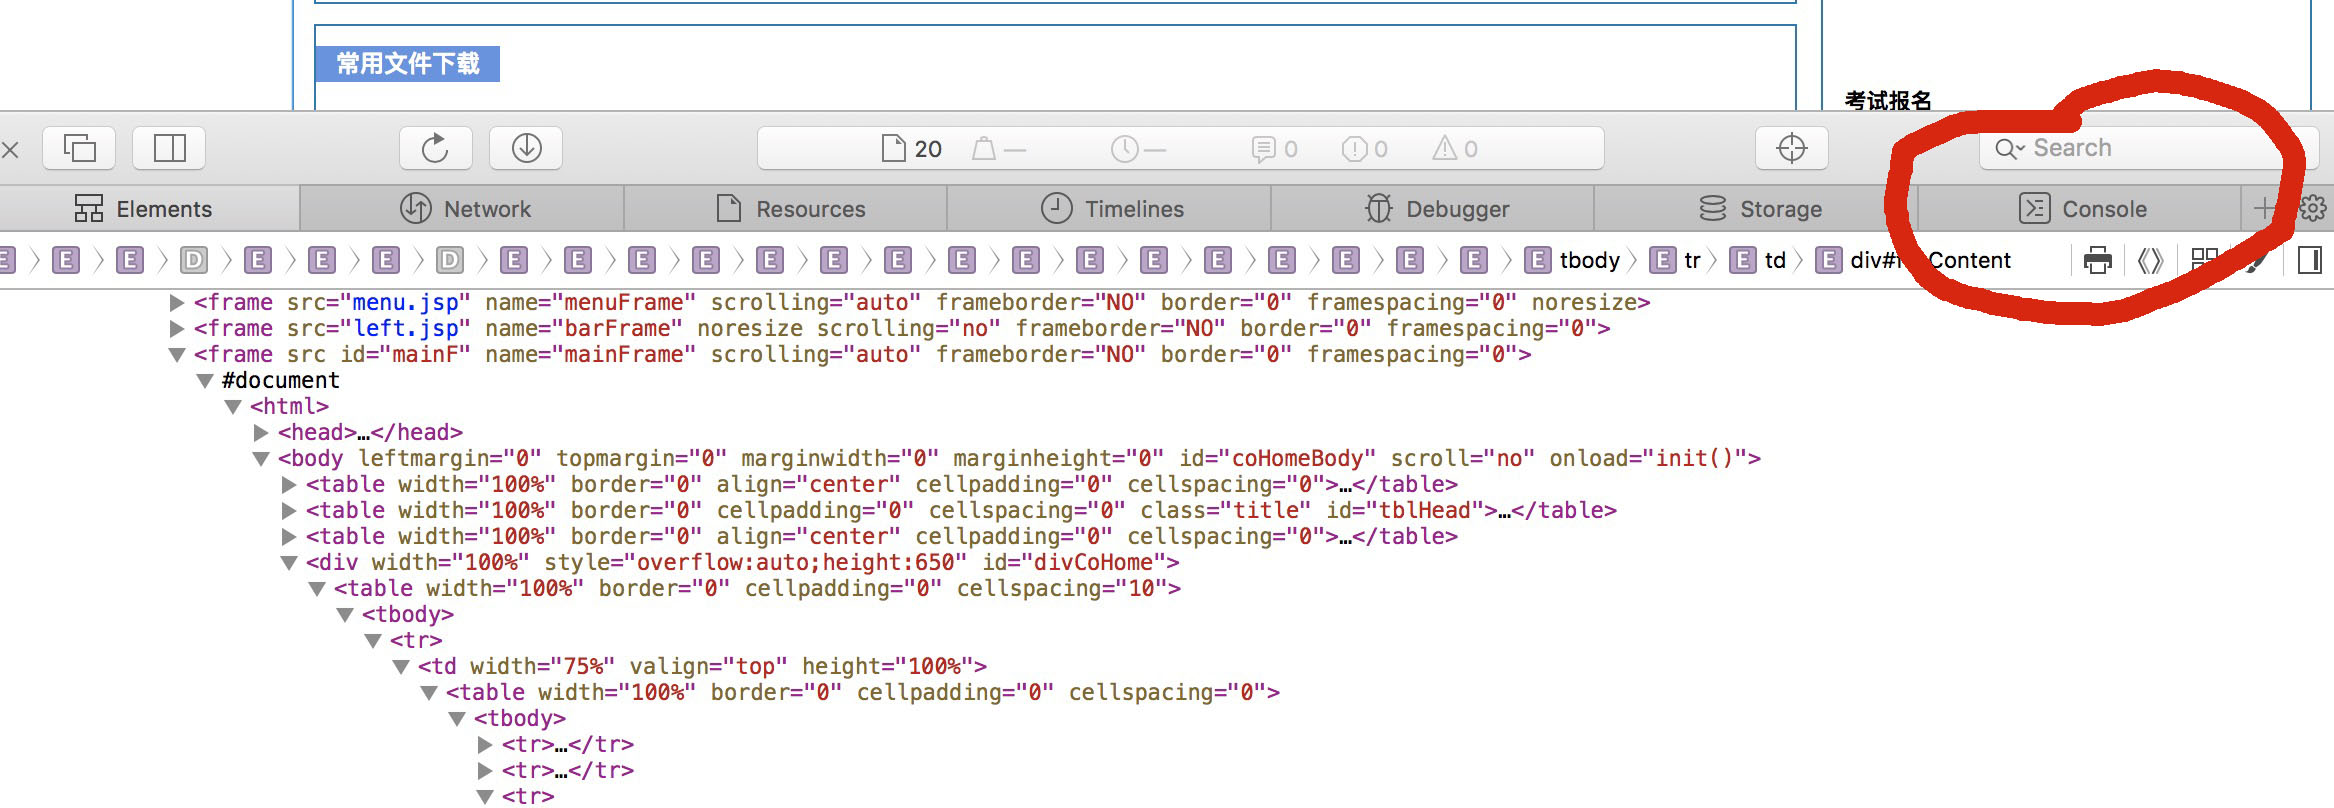 常用文件下载
考试报名
20 — — 0 0 0 Search
Elements Network Resources Timelines Debugger Storage Console
E E E D E E E D E E E E E E E E E E E E E E E E E tbody E tr E td E div#f Content
<frame src="menu.jsp" name="menuFrame" scrolling="auto" frameborder="NO" border="0" framespacing="0" noresize>
<frame src="left.jsp" name="barFrame" noresize scrolling="no" frameborder="NO" border="0" framespacing="0">
<frame src id="mainF" name="mainFrame" scrolling="auto" frameborder="NO" border="0" framespacing="0">
#document
<html>
<head>…</head>
<body leftmargin="0" topmargin="0" marginwidth="0" marginheight="0" id="coHomeBody" scroll="no" onload="init()">
<table width="100%" border="0" align="center" cellpadding="0" cellspacing="0">…</table>
<table width="100%" border="0" cellpadding="0" cellspacing="0" class="title" id="tblHead">…</table>
<table width="100%" border="0" align="center" cellpadding="0" cellspacing="0">…</table>
<div width="100%" style="overflow:auto;height:650" id="divCoHome">
<table width="100%" border="0" cellpadding="0" cellspacing="10">
<tbody>
<tr>
<td width="75%" valign="top" height="100%">
<table width="100%" border="0" cellpadding="0" cellspacing="0">
<tbody>
<tr>…</tr>
<tr>…</tr>
<tr>